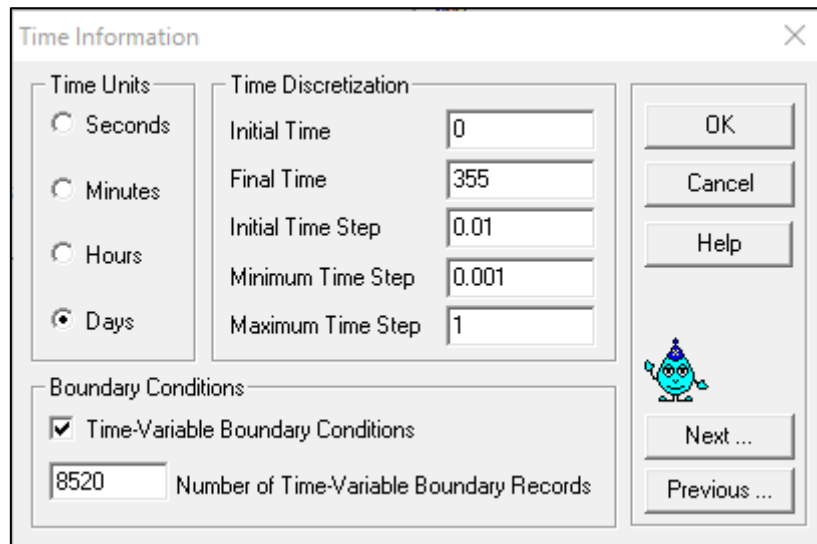 Time Information
Time Units
Seconds
Minutes
Hours
Days
Time Discretization
Initial Time 0
Final Time 355
Initial Time Step 0.01
Minimum Time Step 0.001
Maximum Time Step 1
Boundary Conditions
Time-Variable Boundary Conditions
8520 Number of Time-Variable Boundary Records
OK
Cancel
Help
Next ...
Previous ...